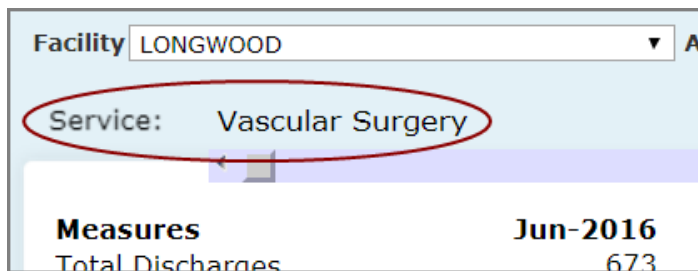 Facility LONGWOOD A
Service: Vascular Surgery
Measures Jun-2016
Total Discharges 673